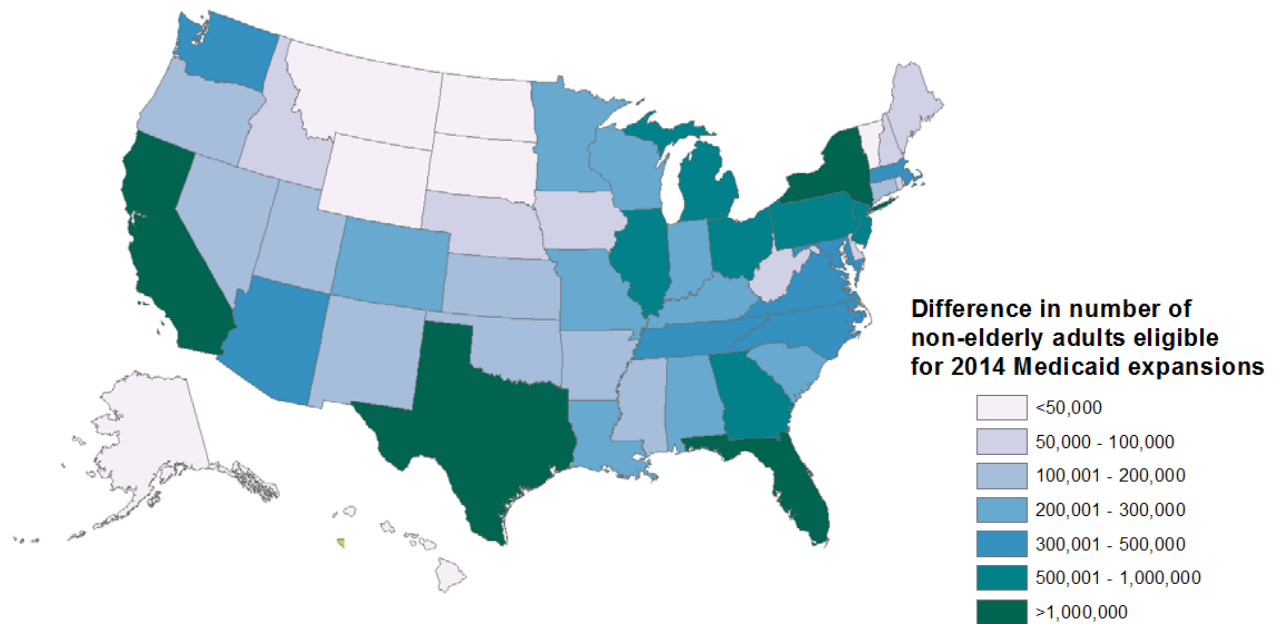 Difference in number of
non-elderly adults eligible
for 2014 Medicaid expansions
<50,000
50,000 - 100,000
100,001 - 200,000
200,001 - 300,000
300,001 - 500,000
500,001 - 1,000,000
>1,000,000